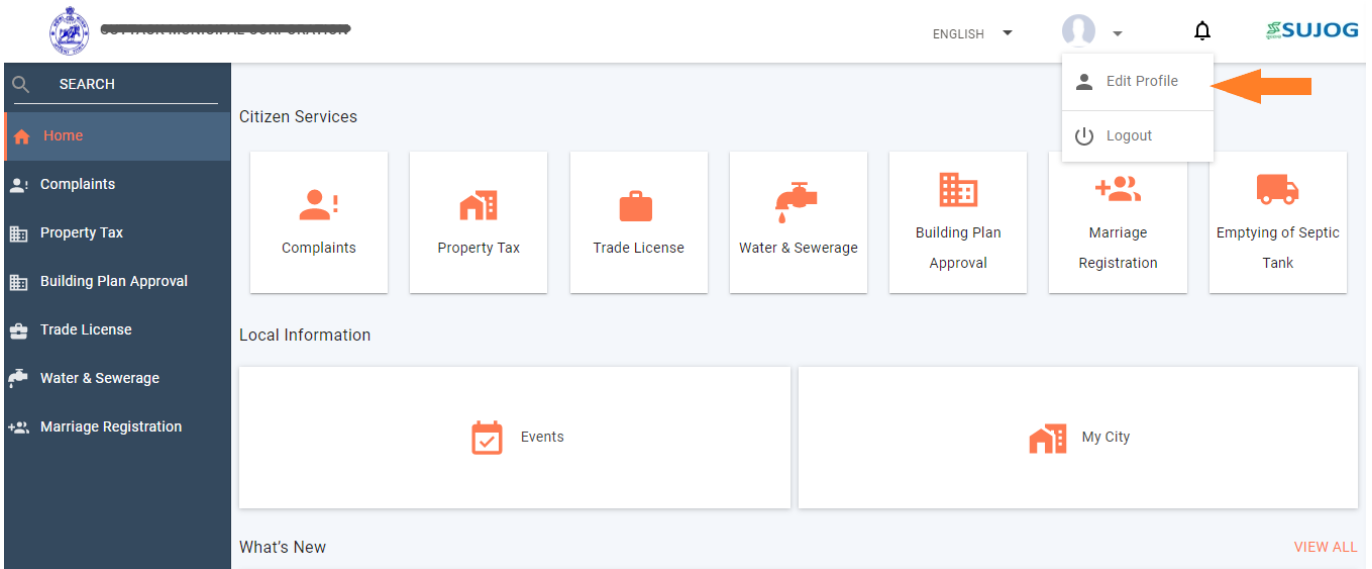 ENGLISH
SUJOG
Edit Profile
Logout
SEARCH
Home
Complaints
Property Tax
Building Plan Approval
Trade License
Water & Sewerage
Marriage Registration
Citizen Services
Complaints
Property Tax
Trade License
Water & Sewerage
Building Plan
Approval
Marriage
Registration
Emptying of Septic
Tank
Local Information
Events
My City
What's New
VIEW ALL